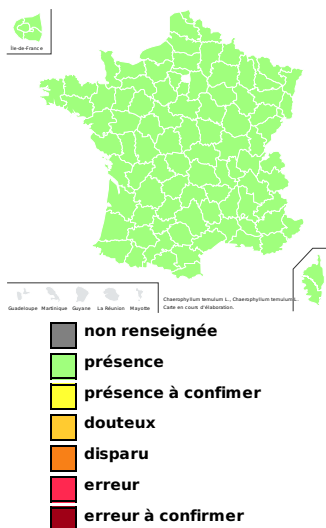 Île-de-France
Guadeloupe Martinique Guyane La Réunion Mayotte
Chaerophyllum temulum L., Chaerophyllum temulum L.
Carte en cours d'élaboration.
non renseignée
présence
présence à confimer
douteux
disparu
erreur
erreur à confirmer